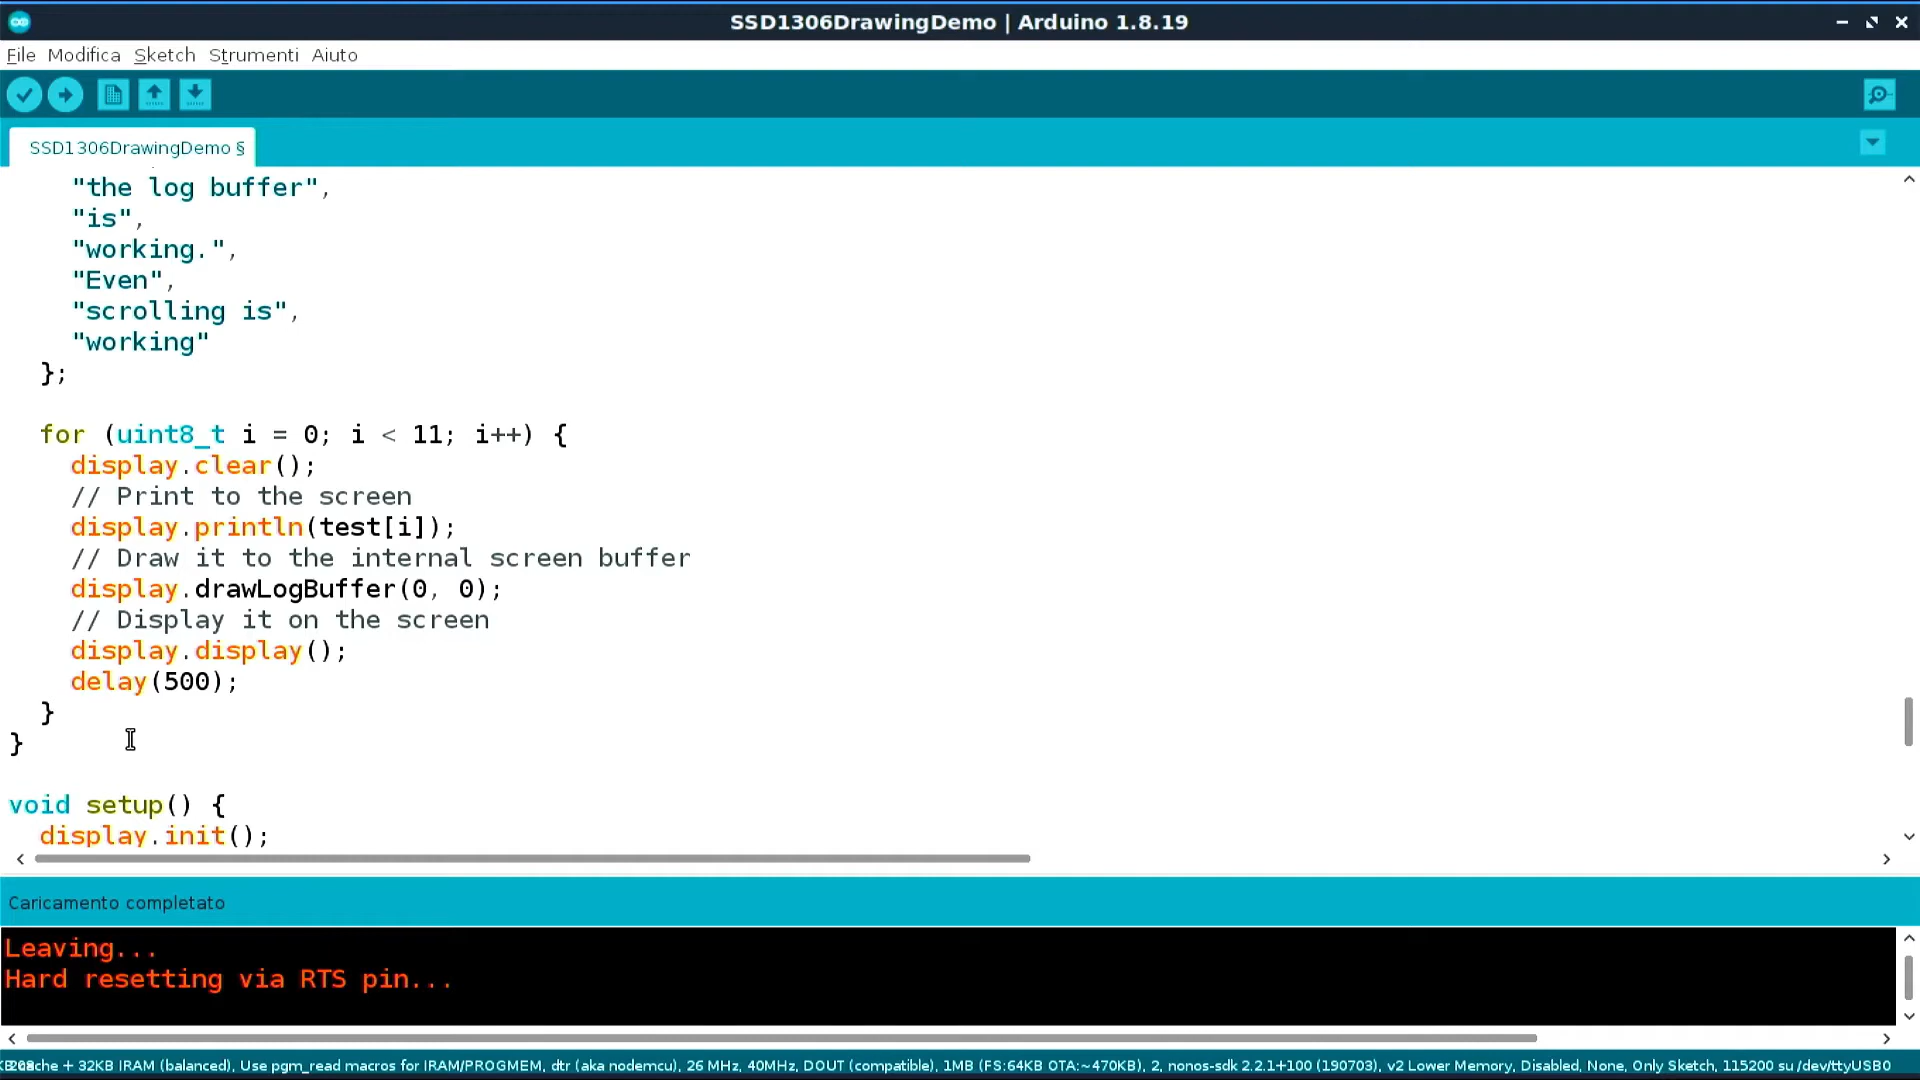 SSD1306DrawingDemo | Arduino 1.8.19
File Modifica Sketch Strumenti Aiuto
SSD1306DrawingDemo §
"the log buffer",
"is",
"working.",
"Even",
"scrolling is",
"working"
};
for (uint8_t i = 0; i < 11; i++) {
display.clear();
// Print to the screen
display.println(test[i]);
// Draw it to the internal screen buffer
display.drawLogBuffer(0, 0);
// Display it on the screen
display.display();
delay(500);
}
}
void setup() {
display.init();
Caricamento completato
Leaving...
Hard resetting via RTS pin...
+ 32KB IRAM (balanced), Use pgm_read macros for IRAM/PROGMEM, dtr (aka nodemcu), 26 MHz, 40MHz, DOUT (compatible), 1MB (FS:64KB OTA:~470KB), 2, nonos-sdk 2.2.1+100 (190703), v2 Lower Memory, Disabled, None, Only Sketch, 115200 su /dev/ttyUSB0